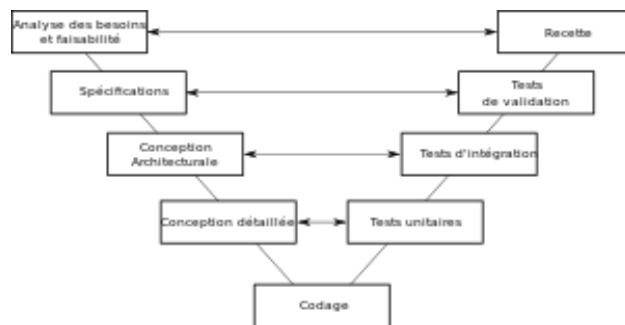 Analyse des besoins
et faisabilité
Recette
Spécifications
Tests
de validation
Conception
Architecturale
Tests d'intégration
Conception détaillée
Tests unitaires
Codage